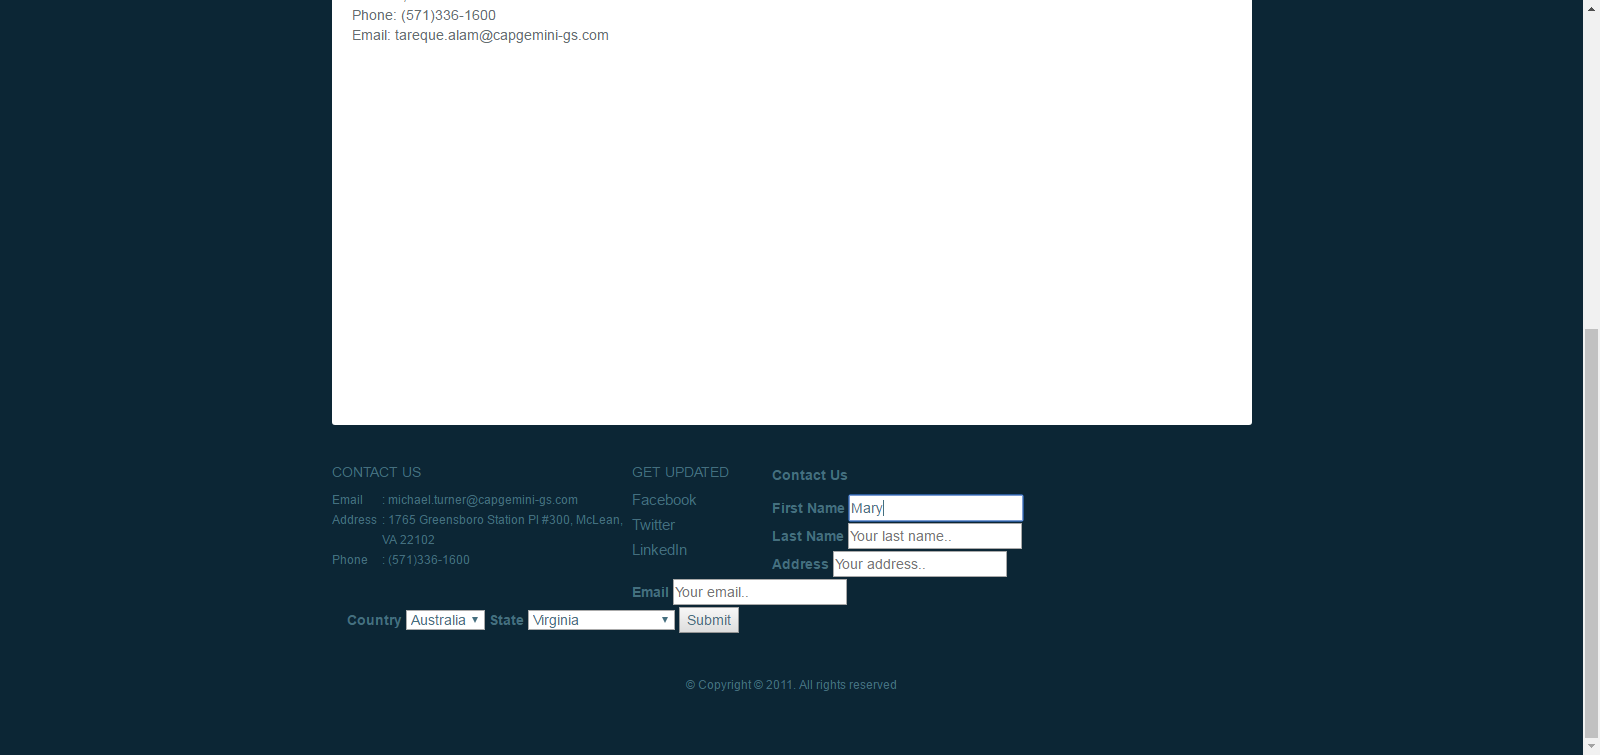 Phone: (571)336-1600
Email: tareque.alam@capgemini-gs.com
CONTACT US
Email : michael.turner@capgemini-gs.com
Address : 1765 Greensboro Station Pl #300, McLean,
VA 22102
Phone : (571)336-1600
GET UPDATED
Facebook
Twitter
LinkedIn
Contact Us
First Name Mary
Last Name Your last name..
Address Your address..
Email Your email..
Country Australia State Virginia Submit
© Copyright © 2011. All rights reserved